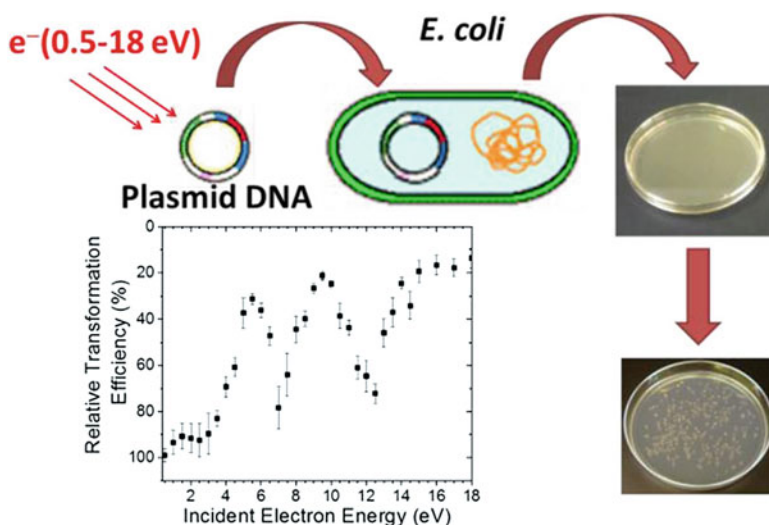 e⁻(0.5-18 eV)
E. coli
Plasmid DNA
Relative Transformation
Efficiency (%)
0
20
40
60
80
100
2 4 6 8 10 12 14 16 18
Incident Electron Energy (eV)